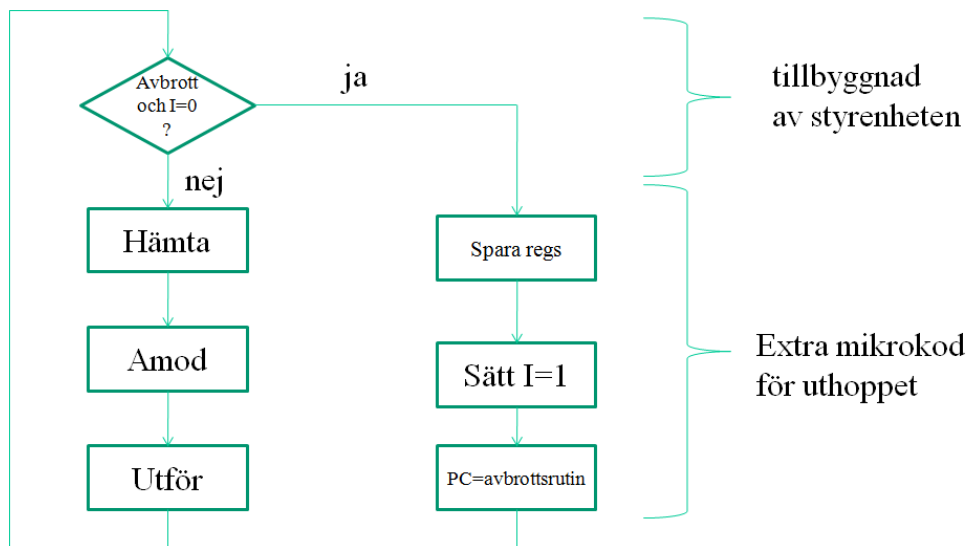 Avbrott
och I=0
?
ja
nej
Hämta
Amod
Utför
Spara regs
Sätt I=1
PC=avbrottsrutin
tillbyggnad
av styrenheten
Extra mikrokod
för uthoppet